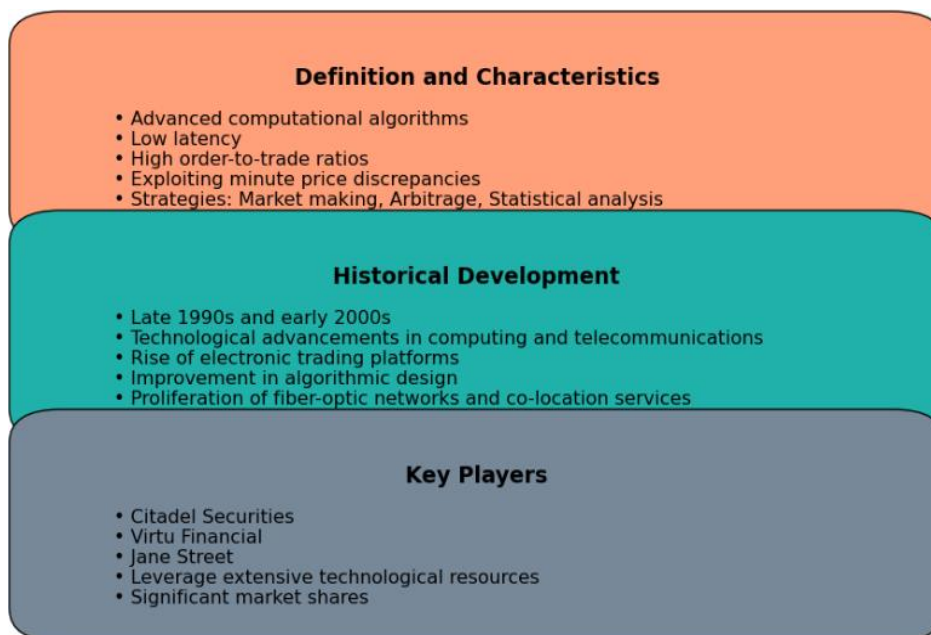 Definition and Characteristics
• Advanced computational algorithms
• Low latency
• High order-to-trade ratios
• Exploiting minute price discrepancies
• Strategies: Market making, Arbitrage, Statistical analysis
Historical Development
• Late 1990s and early 2000s
• Technological advancements in computing and telecommunications
• Rise of electronic trading platforms
• Improvement in algorithmic design
• Proliferation of fiber-optic networks and co-location services
Key Players
• Citadel Securities
• Virtu Financial
• Jane Street
• Leverage extensive technological resources
• Significant market shares